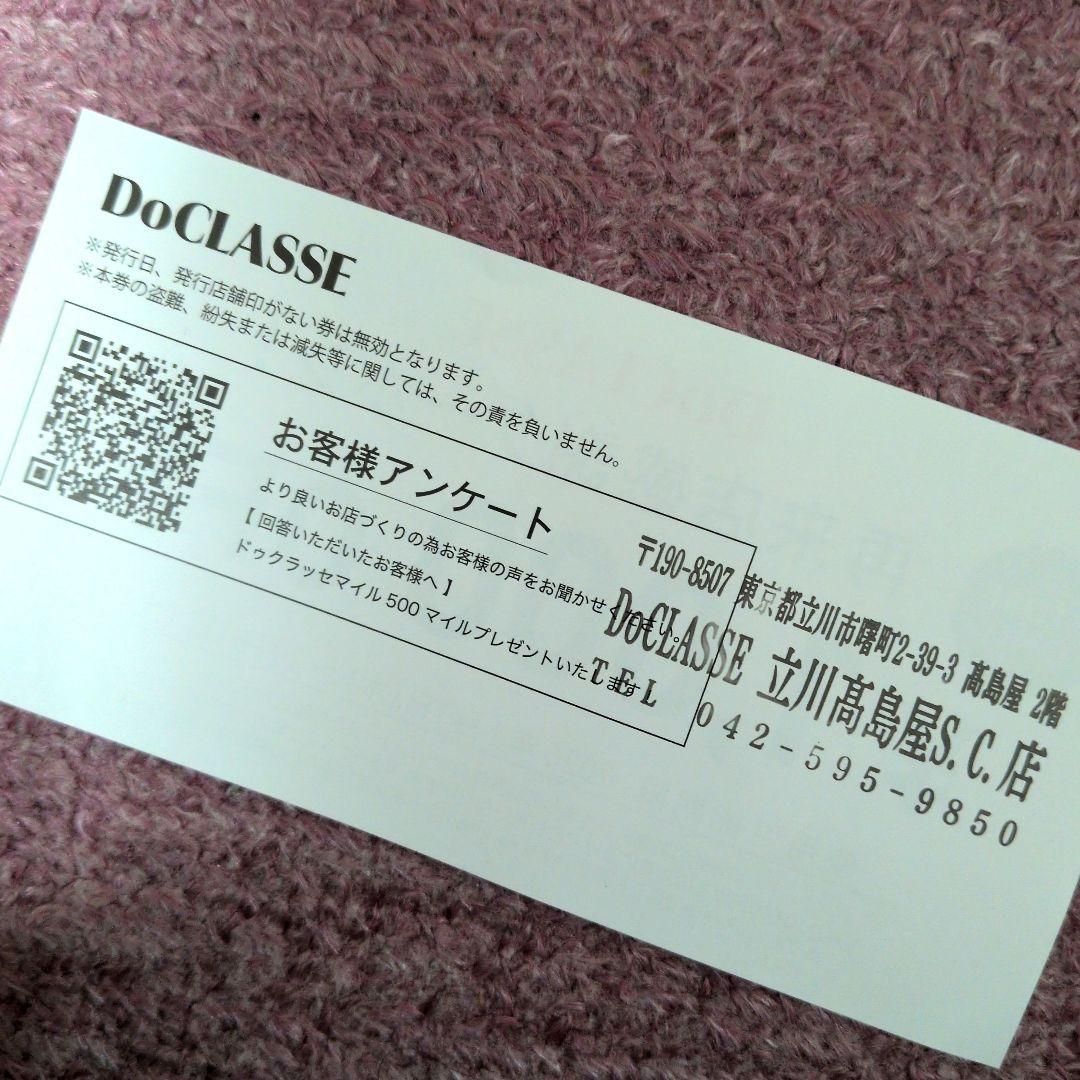 DoCLASSE
※発行日、発行店舗印がない券は無効となります。
※本券の盗難、紛失または減失等に関しては、その責を負いません。
お客様アンケート
より良いお店づくりの為お客様の声をお聞かせください。
【 回答いただいたお客様へ 】
ドゥクラッセマイル 500 マイルプレゼントいたします
〒190-8507 東京都立川市曙町2-39-3 髙島屋 2階
DoCLASSE 立川髙島屋S.C.店
TEL 042-595-9850